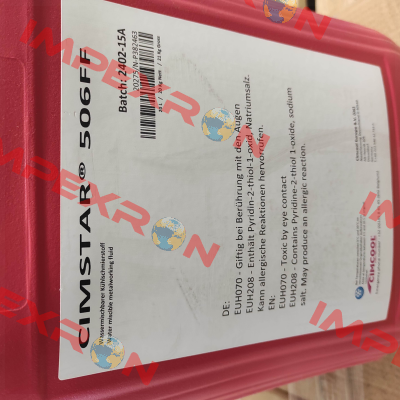 CIMSTAR® 506FF
Wassermischbarer Kühlschmierstoff
Water miscible metalworking fluid
Batch: 2402-15A
20275/N-P382463
DE:
EUH070 - Giftig bei Berührung mit den Augen
EUH208 - Enthält Pyridin-2-thiol-1-oxid, Natriumsalz.
Kann allergische Reaktionen hervorrufen.
EN:
EUH070 - Toxic by eye contact
EUH208 - Contains Pyridine-2-thiol 1-oxide, sodium
salt. May produce an allergic reaction.
CIMCOOL
IMPEXRON